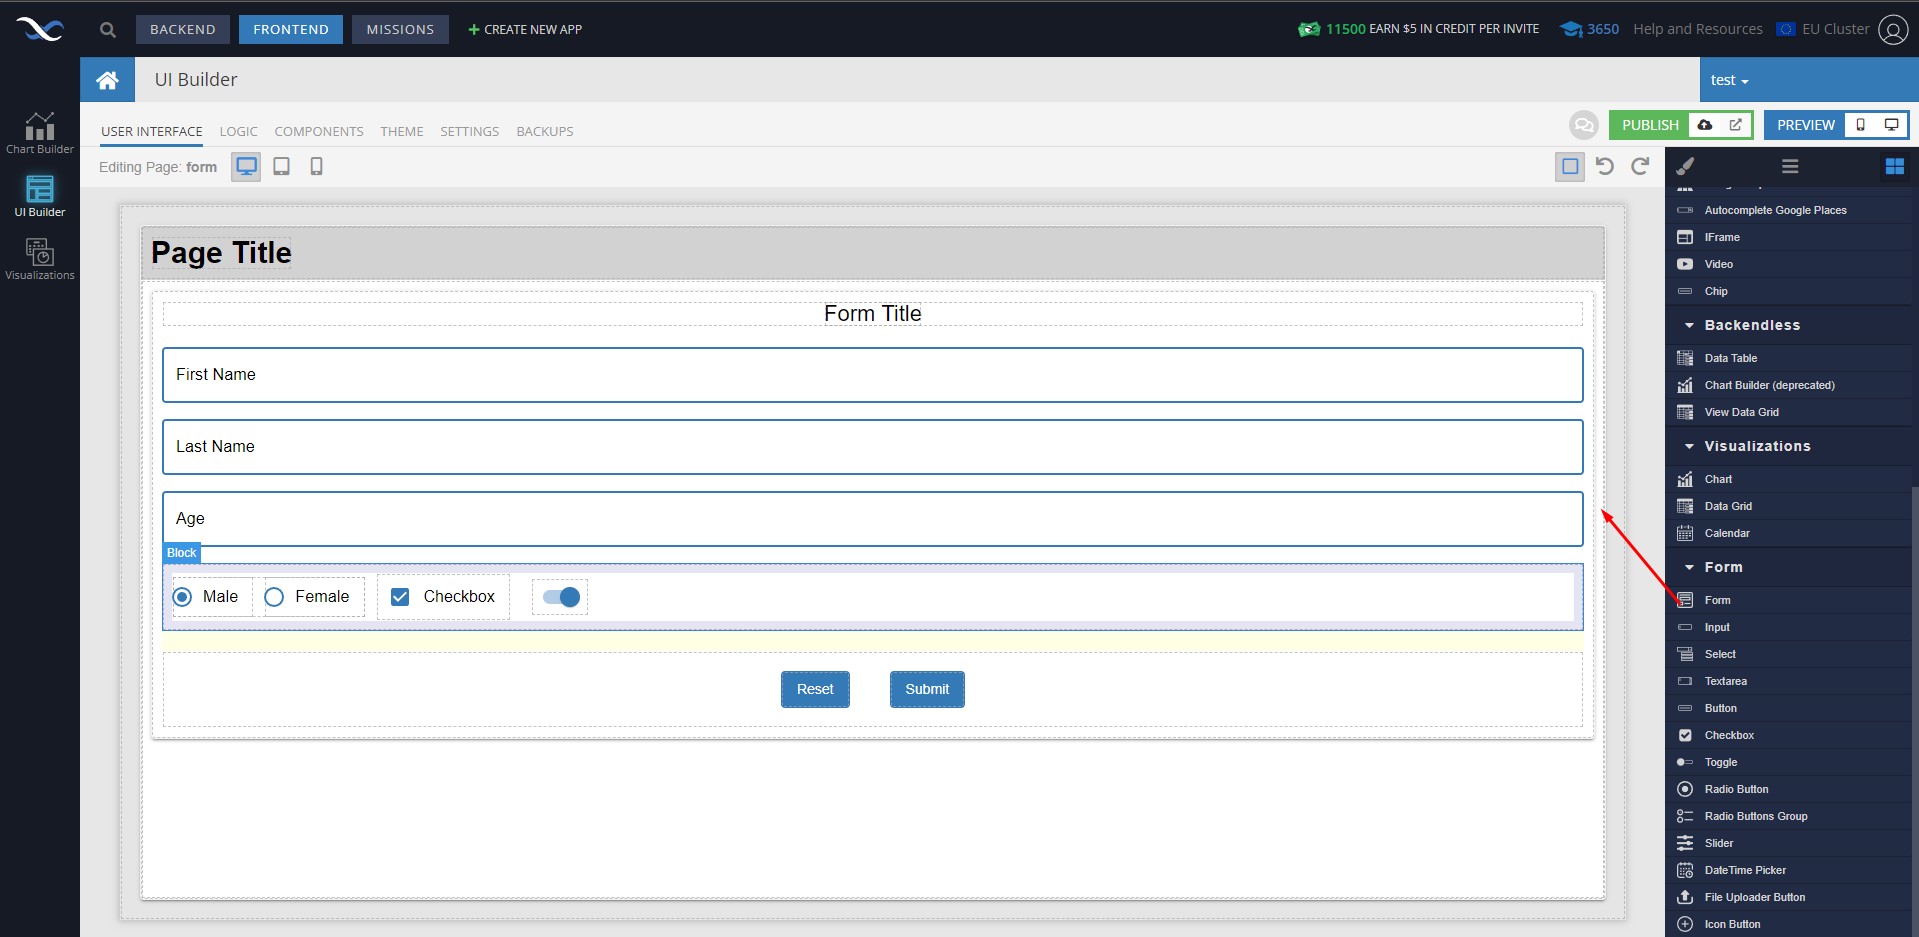 BACKEND
FRONTEND
MISSIONS
CREATE NEW APP
11500 EARN $5 IN CREDIT PER INVITE
3650
Help and Resources
EU Cluster
UI Builder
test
Chart Builder
UI Builder
Visualizations
USER INTERFACE
LOGIC
COMPONENTS
THEME
SETTINGS
BACKUPS
PUBLISH
PREVIEW
Editing Page: form
Page Title
Form Title
First Name
Last Name
Age
Block
Male
Female
Checkbox
Reset
Submit
Autocomplete Google Places
IFrame
Video
Chip
Backendless
Data Table
Chart Builder (deprecated)
View Data Grid
Visualizations
Chart
Data Grid
Calendar
Form
Form
Input
Select
Textarea
Button
Checkbox
Toggle
Radio Button
Radio Buttons Group
Slider
DateTime Picker
File Uploader Button
Icon Button